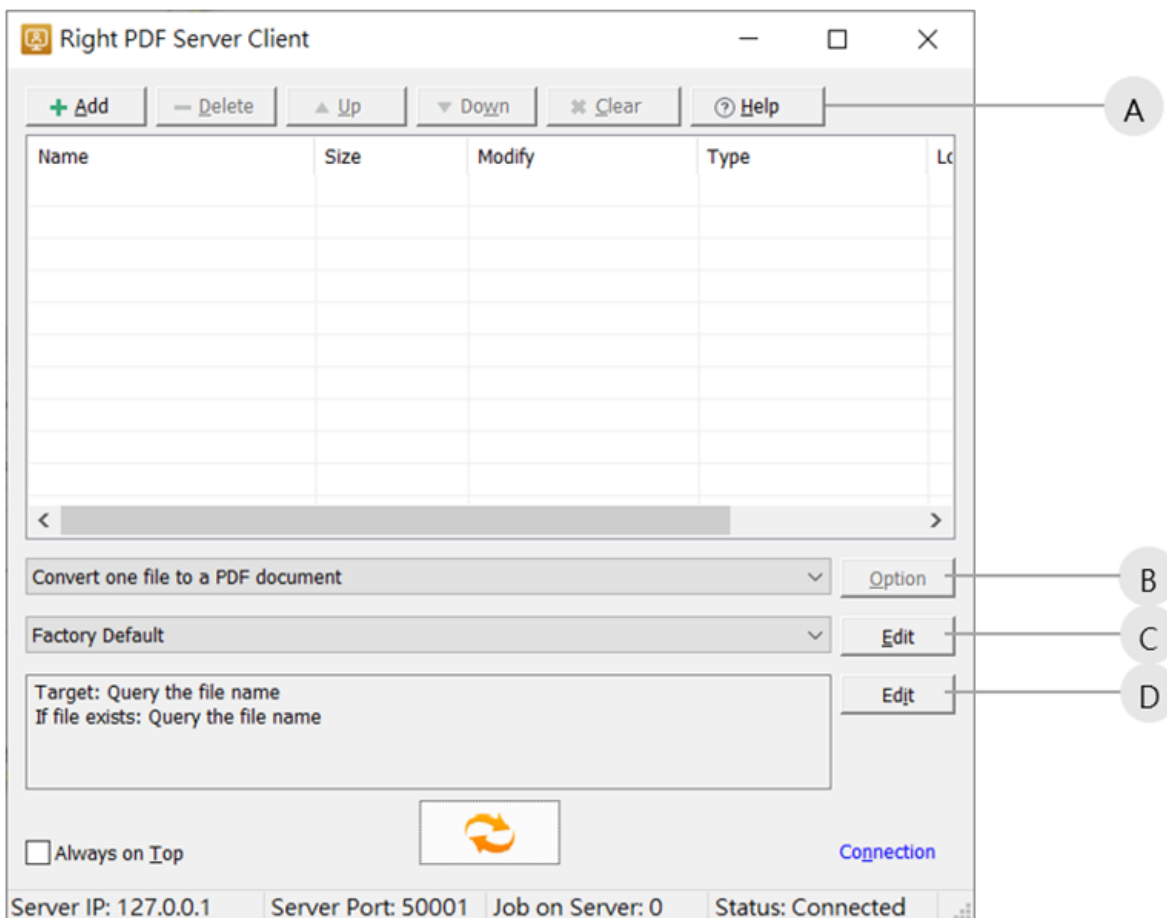 Right PDF Server Client
Add Delete Up Down Clear Help
A
Name Size Modify Type Lo
Convert one file to a PDF document Option
B
Factory Default Edit
C
Target: Query the file name Edit
D
If file exists: Query the file name
Always on Top Connection
Server IP: 127.0.0.1 Server Port: 50001 Job on Server: 0 Status: Connected